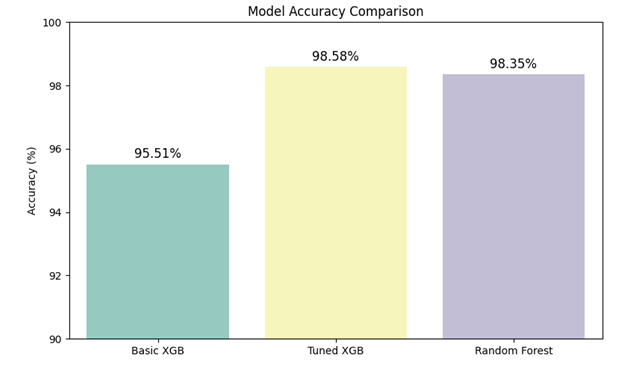 Model Accuracy Comparison
100
98
96
94
92
90
Accuracy (%)
95.51%
98.58%
98.35%
Basic XGB
Tuned XGB
Random Forest